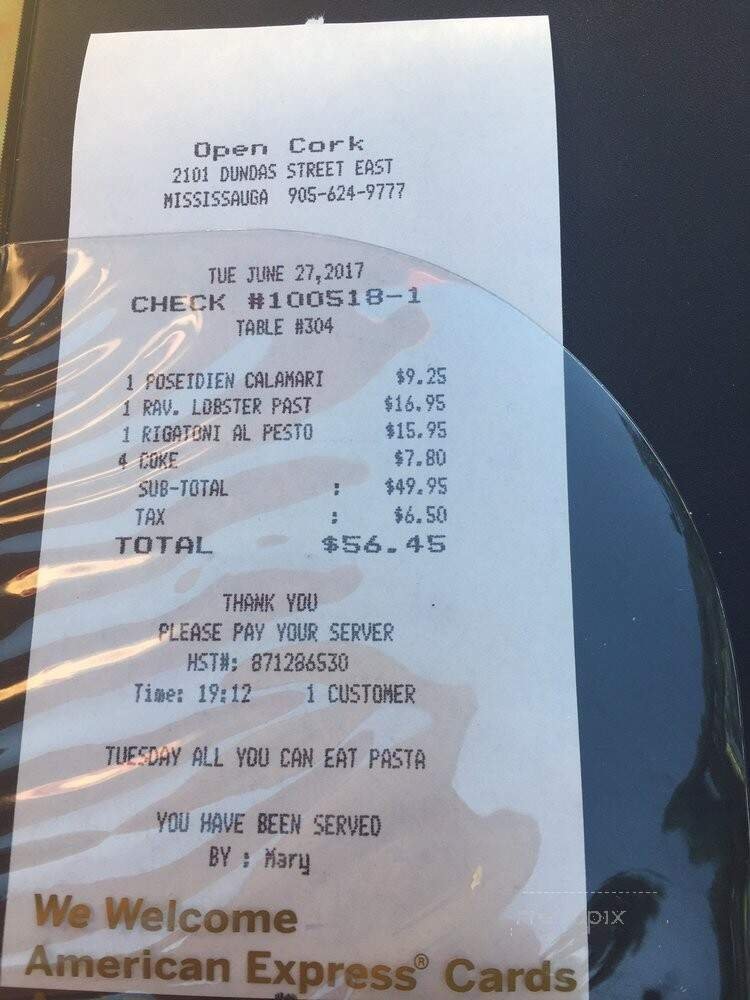 Open Cork
2101 DUNDAS STREET EAST
MISSISSAUGA 905-624-9777
TUE JUNE 27,2017
CHECK #100518-1
TABLE #304
1 POSEIDIEN CALAMARI $9.25
1 RAV. LOBSTER PAST $16.95
1 RIGATONI AL PESTO $15.95
4 COKE $7.80
SUB-TOTAL : $49.95
TAX : $6.50
TOTAL $56.45
THANK YOU
PLEASE PAY YOUR SERVER
HST#: 871286530
Time: 19:12 1 CUSTOMER
TUESDAY ALL YOU CAN EAT PASTA
YOU HAVE BEEN SERVED
BY : Mary
We Welcome
American Express® Cards